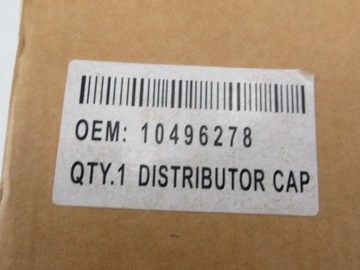 OEM: 10496278
QTY.1 DISTRIBUTOR CAP